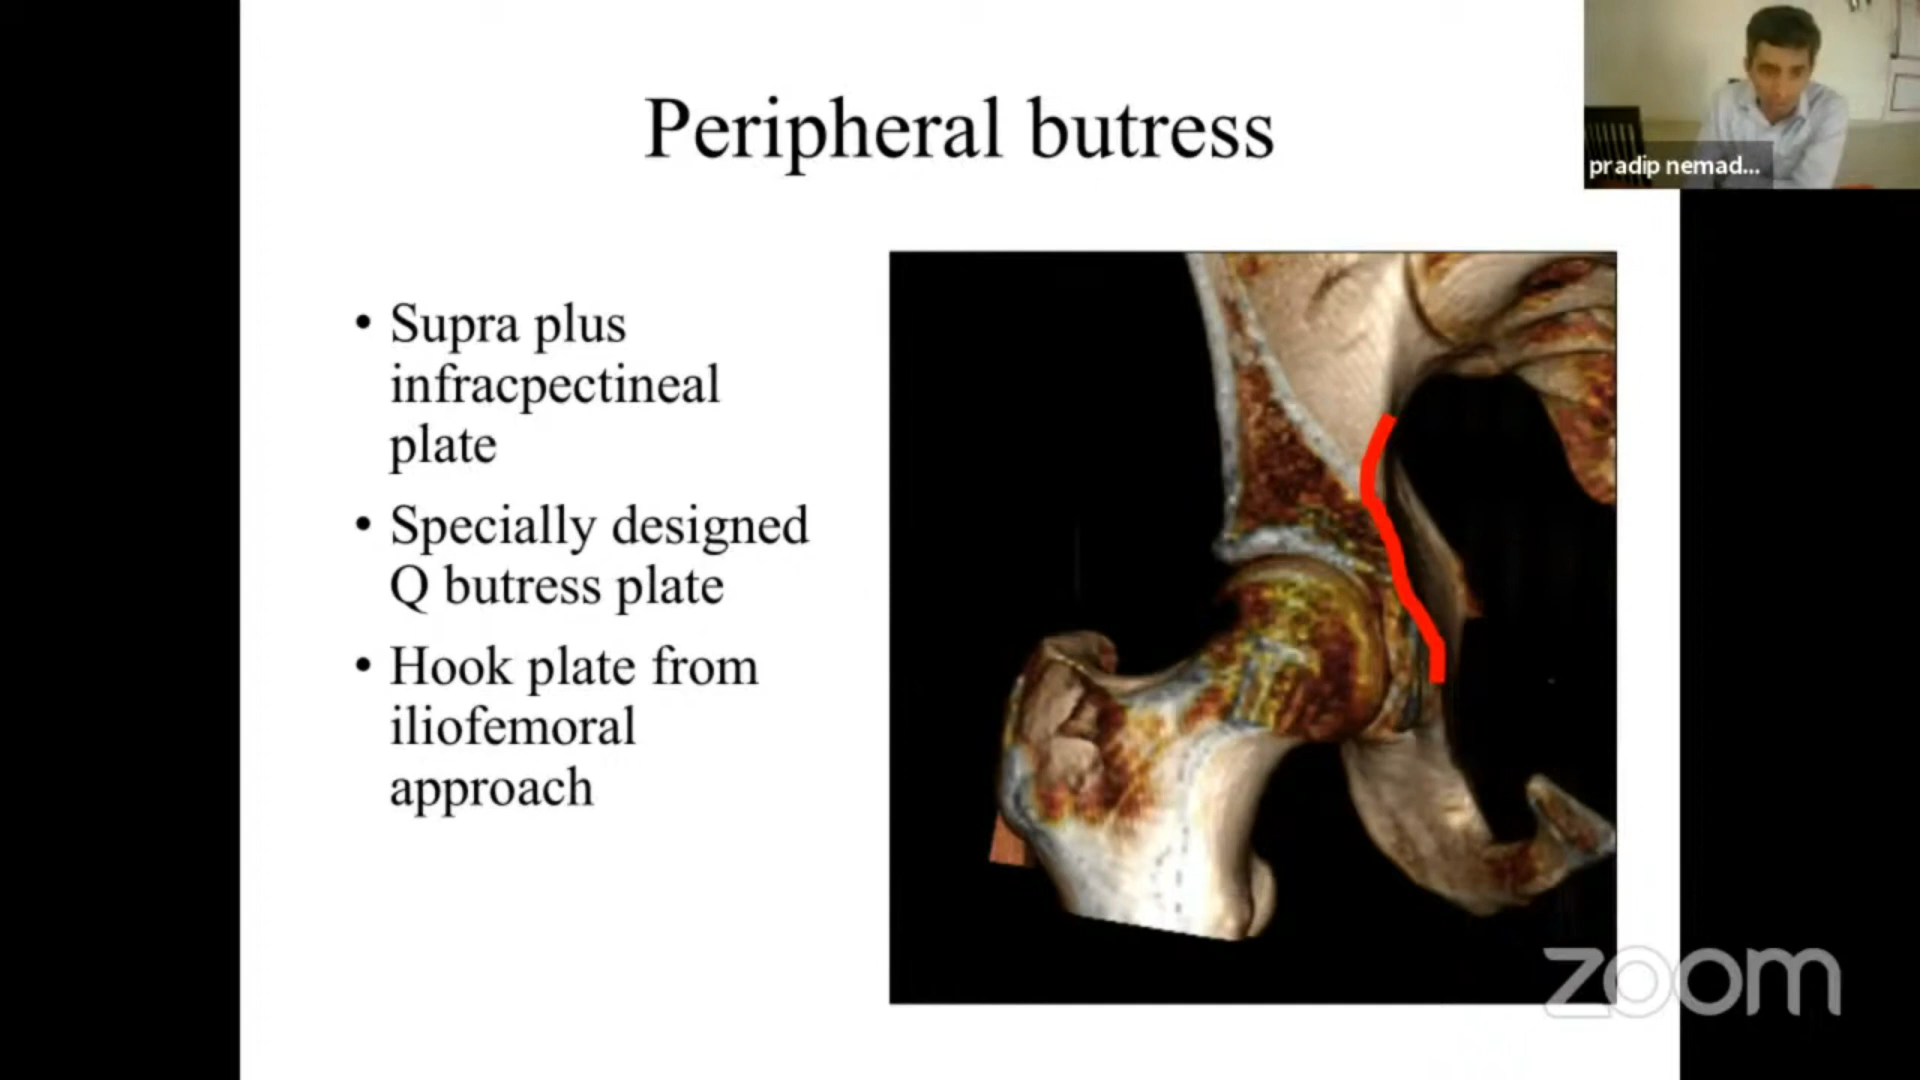 Peripheral butress
pradip nemad...
• Supra plus
infracpectineal
plate
• Specially designed
Q butress plate
• Hook plate from
iliofemoral
approach
zoom